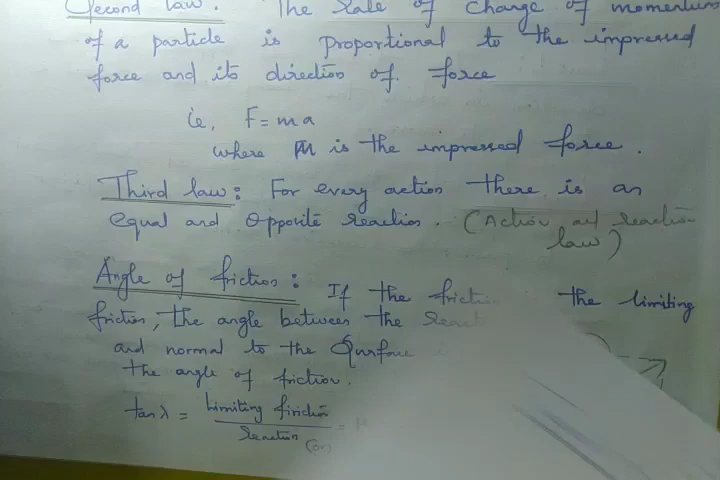 Second law: The Rate of Change of momentum
of a particle is proportional to the impressed
force and its direction of force
ie, F = ma
where m is the impressed force.
Third law: For every action there is an
equal and opposite reaction. (Action and reaction
law)
Angle of friction: If the the limiting
friction, the angle between the
and normal to the Surface
the angle of friction.
tan λ = Limiting friction
reaction
(or)